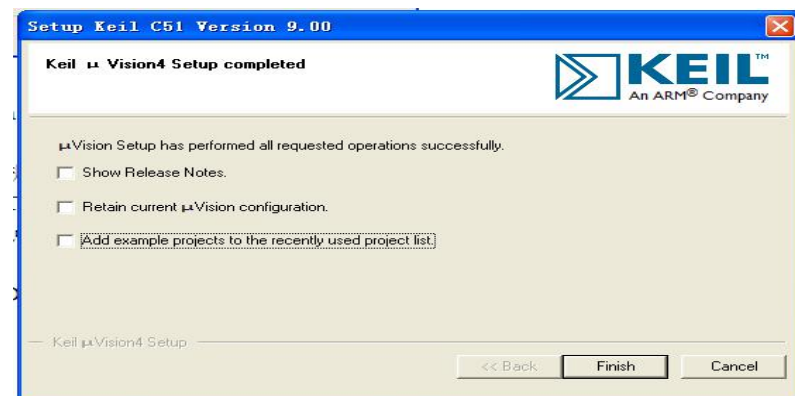 Setup Keil C51 Version 9.00
Keil μ Vision4 Setup completed
KEIL™
An ARM® Company
μVision Setup has performed all requested operations successfully.
Show Release Notes.
Retain current μVision configuration.
Add example projects to the recently used project list.
Keil μVision4 Setup
<< Back
Finish
Cancel